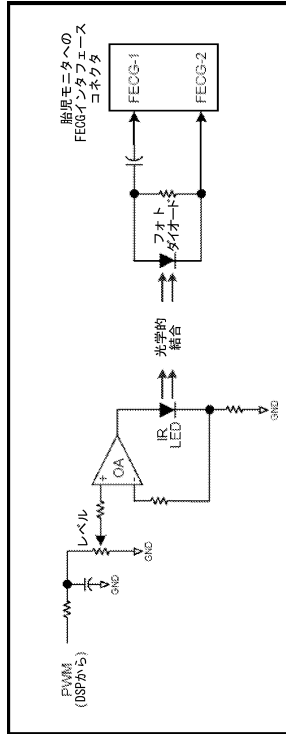 PWM
(DSPから)
GND
レベル
GND
+
-
OA
IR
LED
GND
光学的
結合
フォト
ダイオード
胎児モニタへの
FECGインタフェース
コネクタ
FECG-1
FECG-2